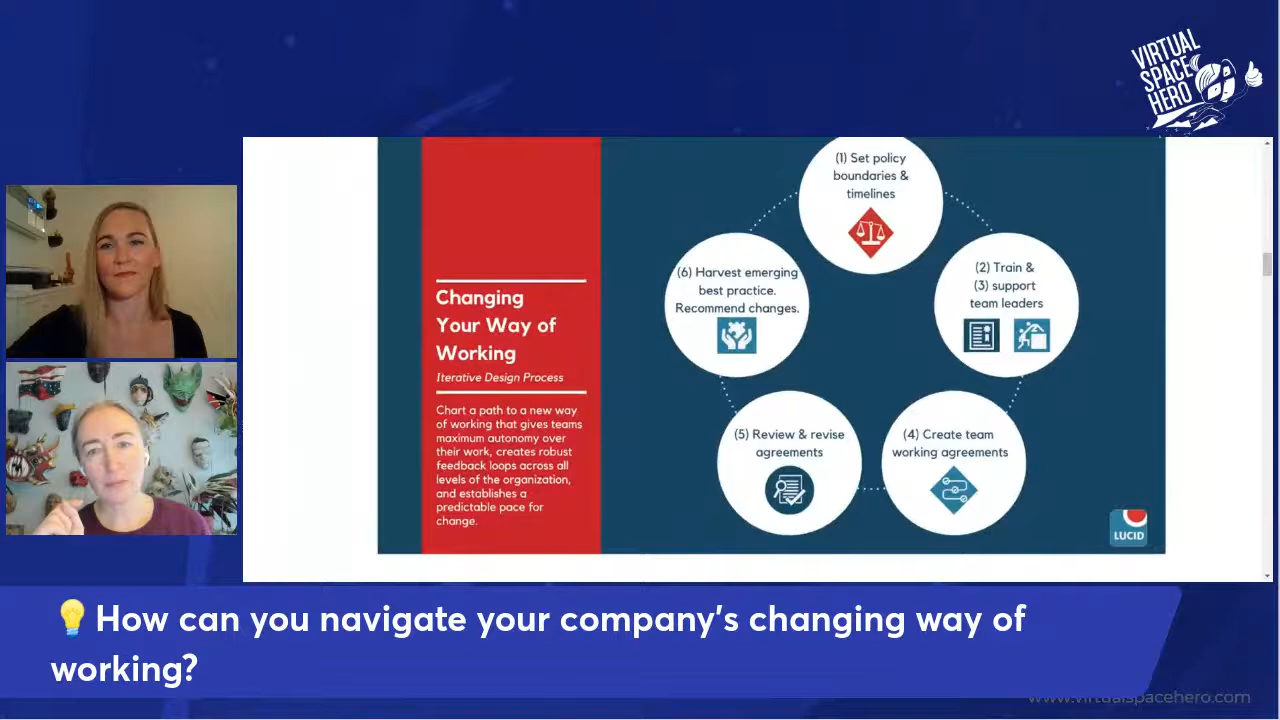 VIRTUAL
SPACE
HERO
(1) Set policy
boundaries &
timelines
(6) Harvest emerging
best practice.
Recommend changes.
(2) Train &
(3) support
team leaders
Changing
Your Way of
Working
Iterative Design Process
Chart a path to a new way
of working that gives teams
maximum autonomy over
their work, creates robust
feedback loops across all
levels of the organization,
and establishes a
predictable pace for
change.
(5) Review & revise
agreements
(4) Create team
working agreements
LUCID
💡How can you navigate your company's changing way of
working?
www.virtualspacehero.com